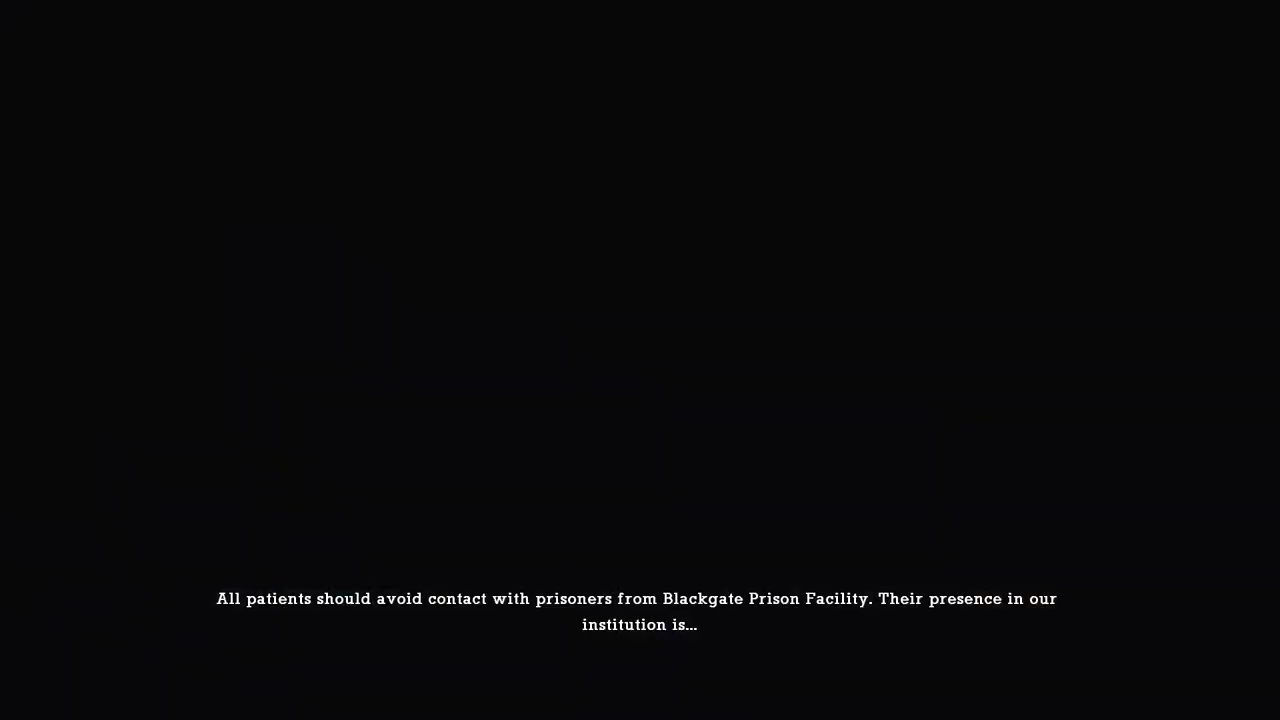 All patients should avoid contact with prisoners from Blackgate Prison Facility. Their presence in our
institution is...